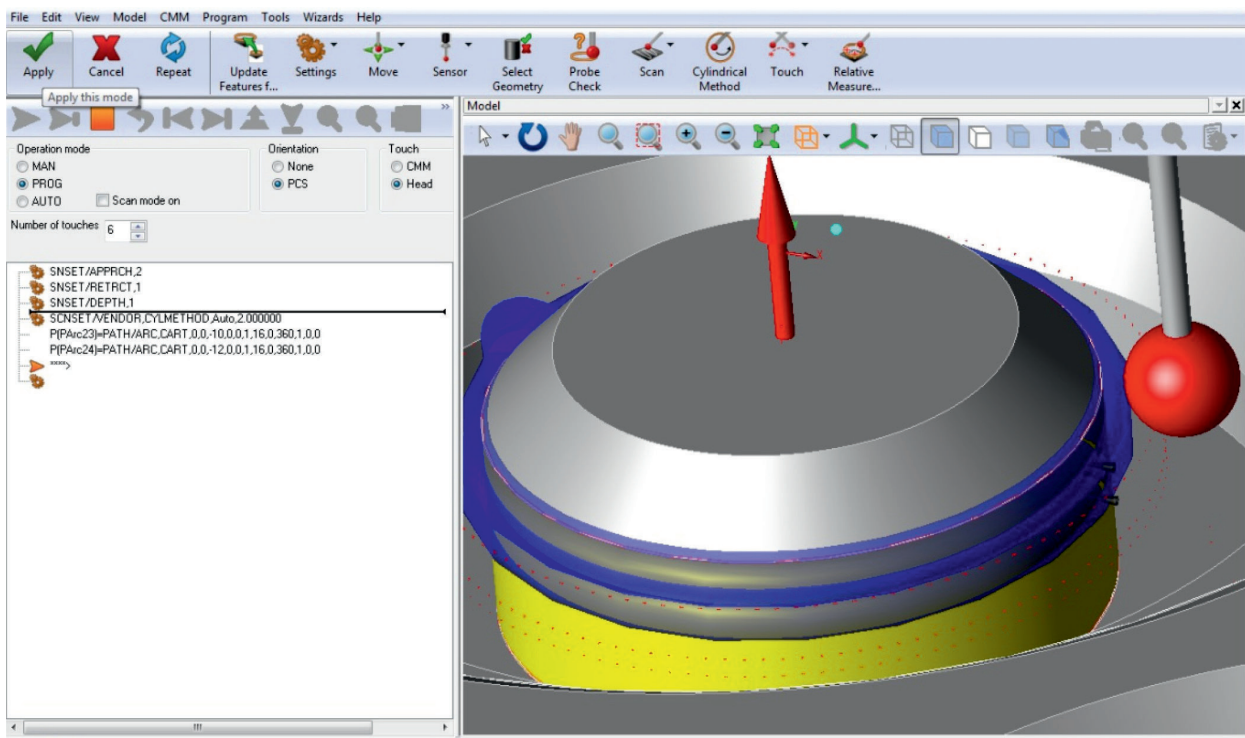 File Edit View Model CMM Program Tools Wizards Help
Apply Cancel Repeat Update Features f... Settings Move Sensor Select Geometry Probe Check Scan Cylindrical Method Touch Relative Measure...
Apply this mode
»
Model
Operation mode Orientation Touch
MAN None CMM
PROG PCS Head
AUTO Scan mode on
Number of touches 6
SNSET/APPRCH,2
SNSET/RETRCT,1
SNSET/DEPTH,1
SCNSET/VENDOR,CYLMETHOD,Auto,2.000000
P(PArc23)=PATH/ARC,CART,0,0,-10,0,0,1,16,0,360,1,0,0
P(PArc24)=PATH/ARC,CART,0,0,-12,0,0,1,16,0,360,1,0,0
****>
X